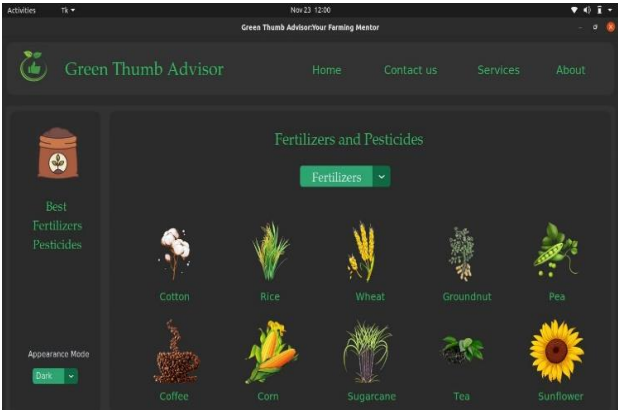 Activities Tk Nov 23 12:00
Green Thumb Advisor:Your Farming Mentor
Green Thumb Advisor Home Contact us Services About
Fertilizers and Pesticides
Fertilizers
Best
Fertilizers
Pesticides
Cotton Rice Wheat Groundnut Pea
Appearance Mode
Dark
Coffee Corn Sugarcane Tea Sunflower